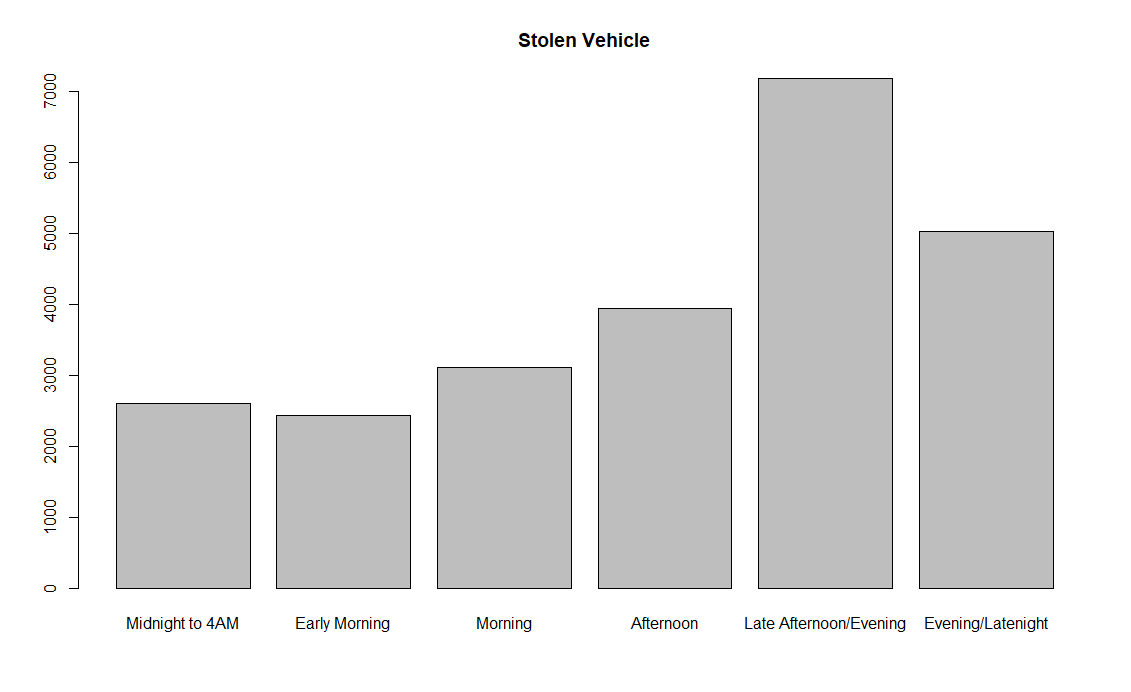 Stolen Vehicle
7000
6000
5000
4000
3000
2000
1000
0
Midnight to 4AM
Early Morning
Morning
Afternoon
Late Afternoon/Evening
Evening/Latenight